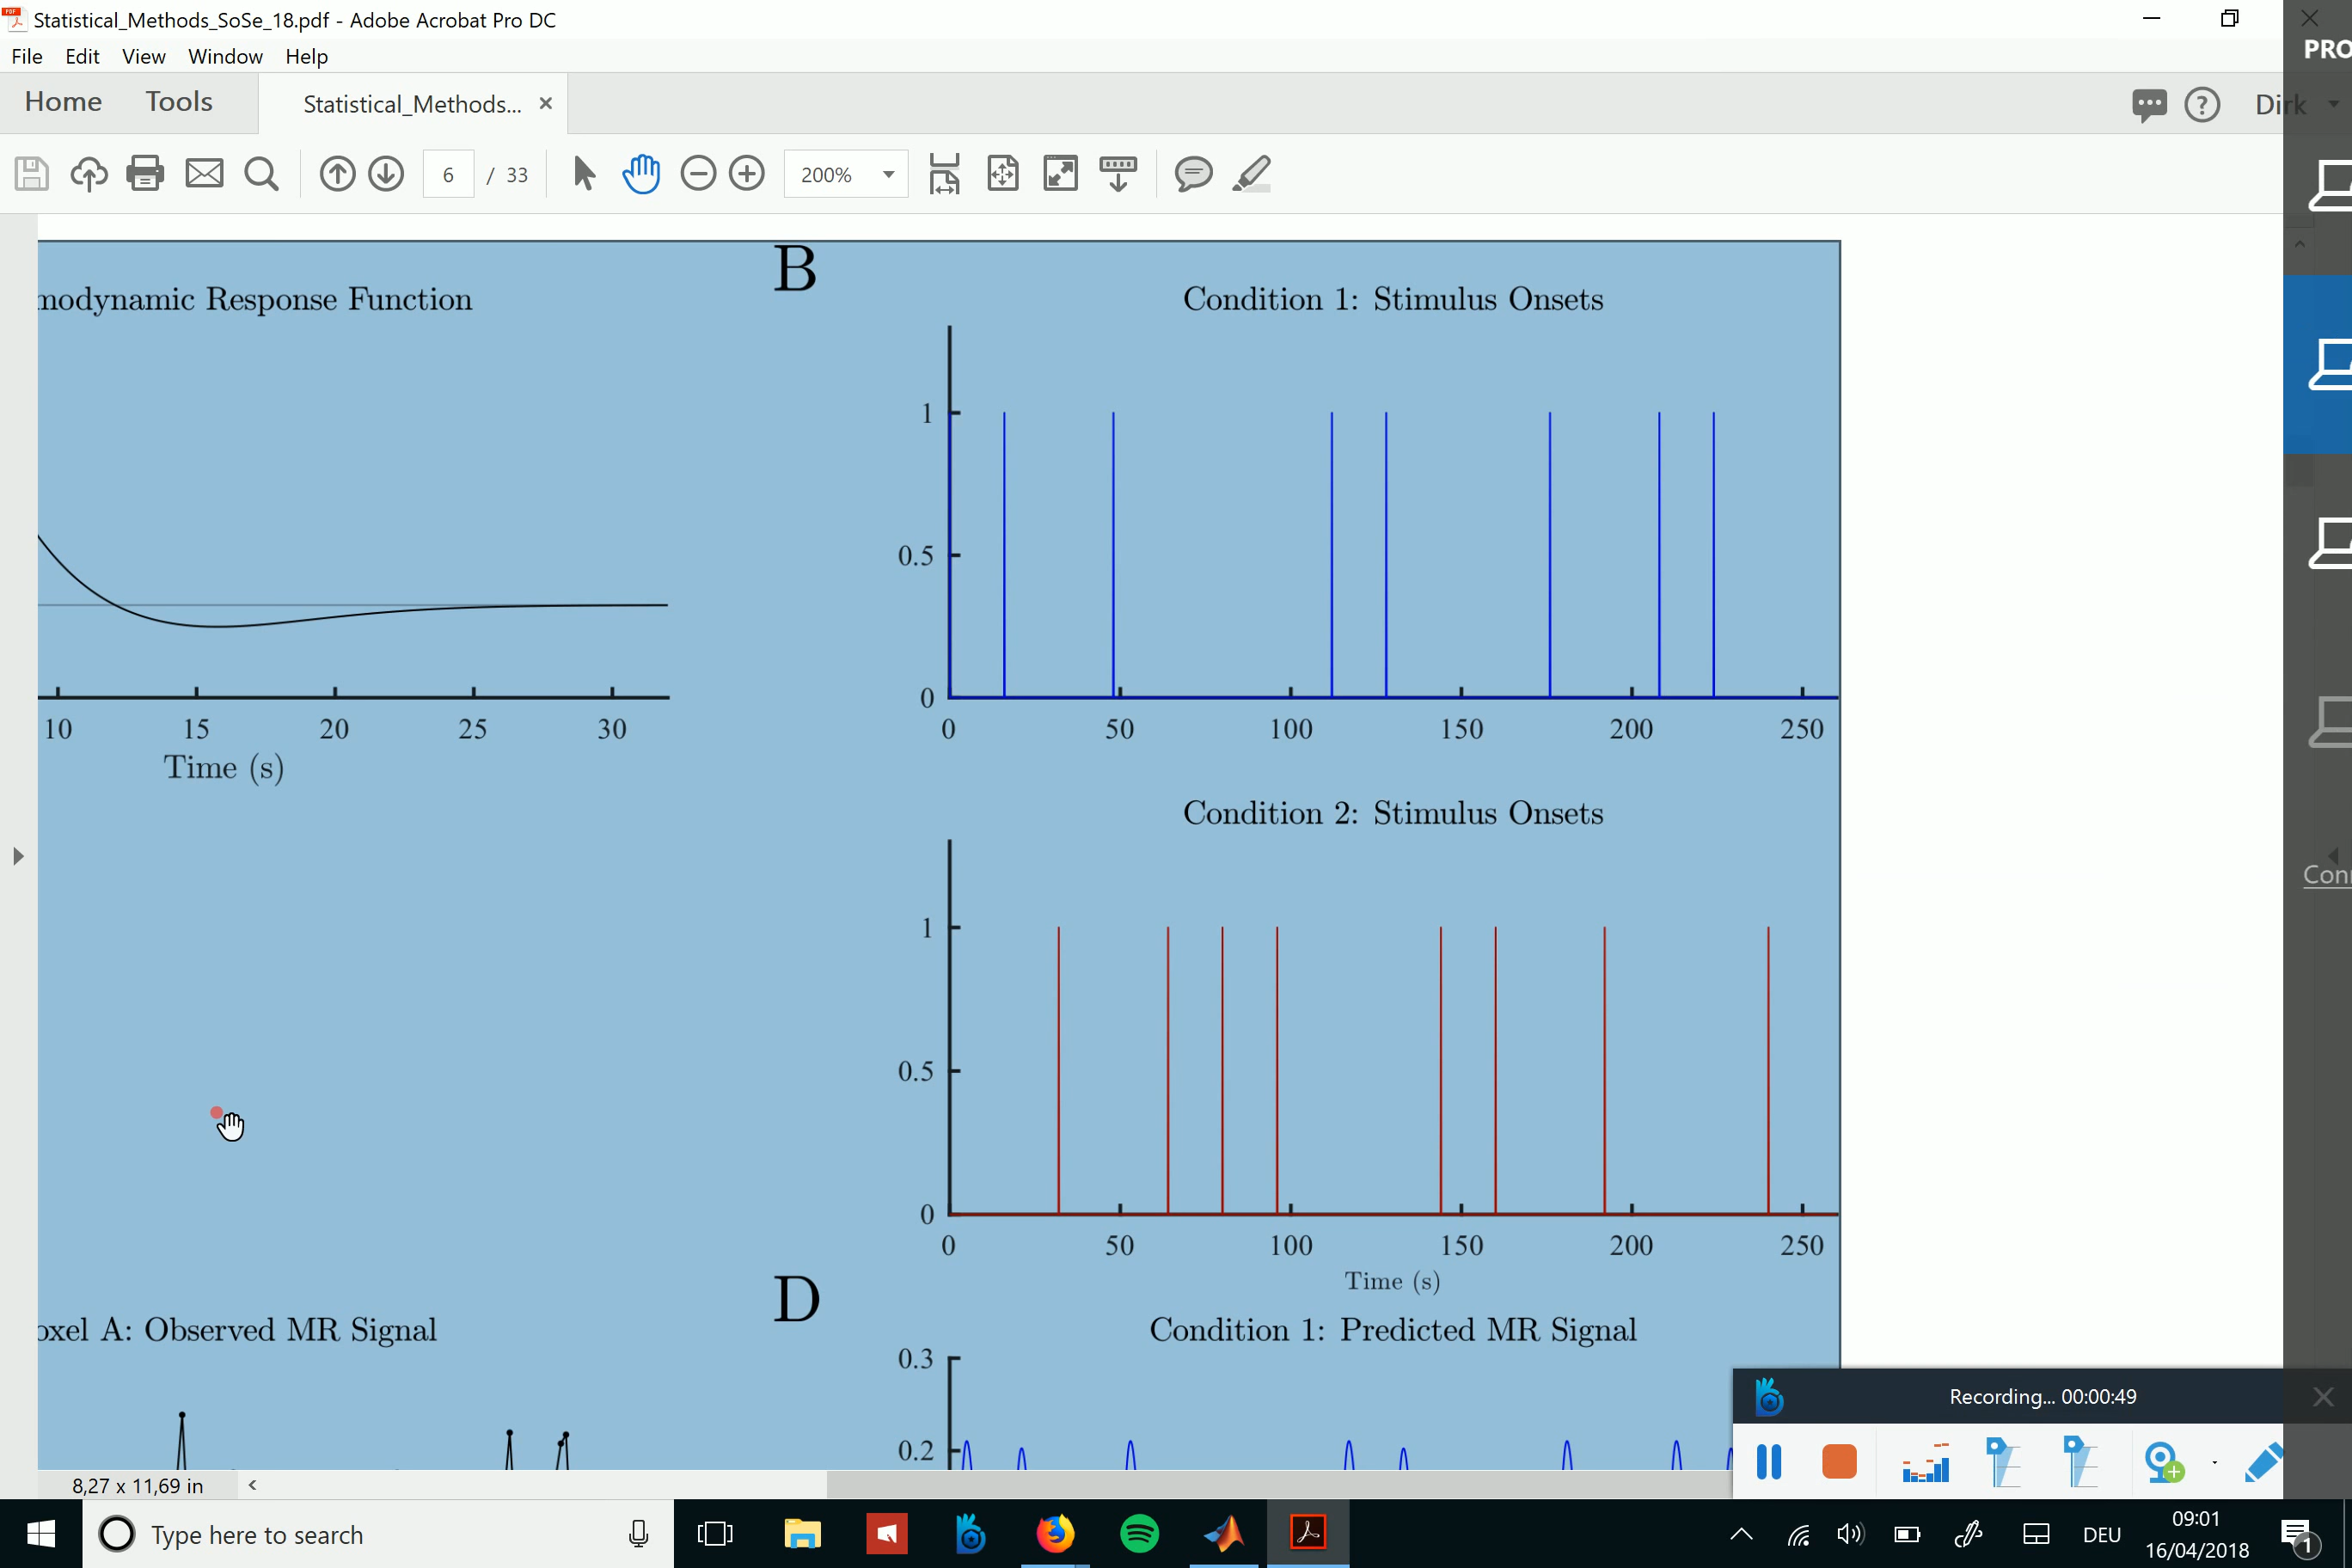 Statistical_Methods_SoSe_18.pdf - Adobe Acrobat Pro DC
File Edit View Window Help
PRO
Home Tools Statistical_Methods... ×
Dirk
6 / 33 200%
B
modynamic Response Function
Condition 1: Stimulus Onsets
1
0.5
0
0 50 100 150 200 250
10 15 20 25 30
Time (s)
Condition 2: Stimulus Onsets
1
0.5
0
0 50 100 150 200 250
Time (s)
D
oxel A: Observed MR Signal
Condition 1: Predicted MR Signal
0.3
0.2
Con
Recording... 00:00:49
8,27 x 11,69 in
Type here to search
DEU
09:01
16/04/2018
1